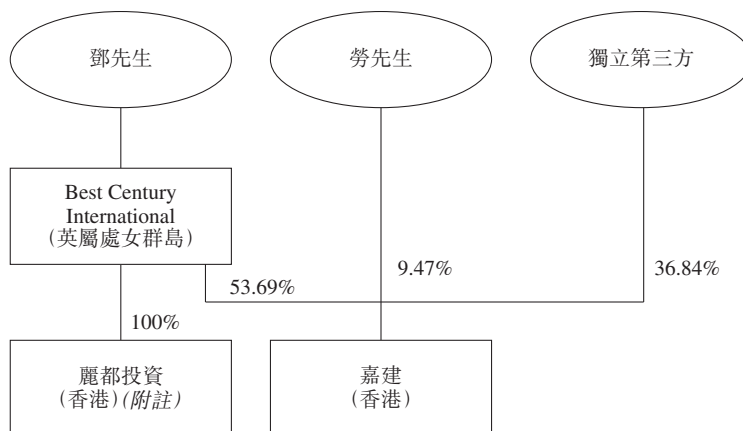 鄧先生
勞先生
獨立第三方
Best Century
International
(英屬處女群島)
53.69%
9.47%
36.84%
100%
麗都投資
(香港)(附註)
嘉建
(香港)